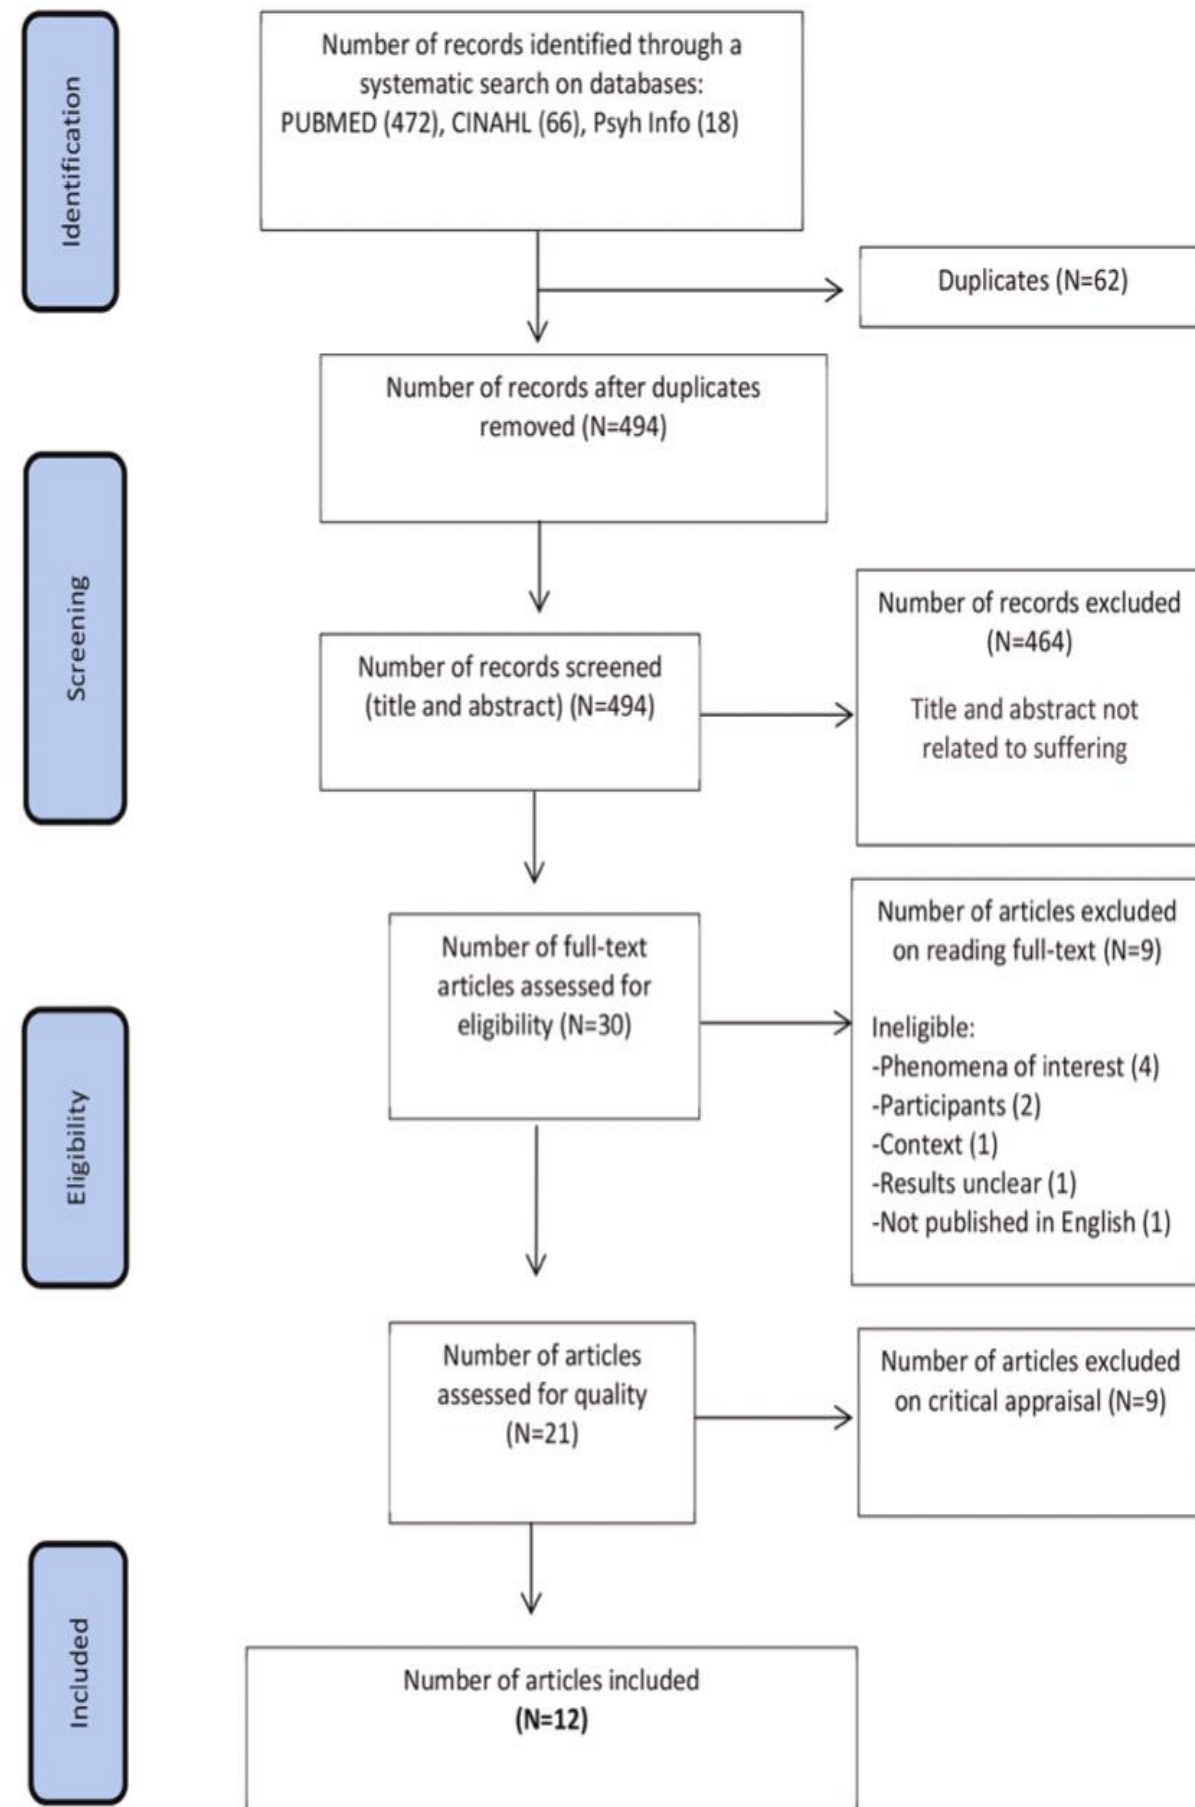 Identification
Number of records identified through a
systematic search on databases:
PUBMED (472), CINAHL (66), Psyh Info (18)
Duplicates (N=62)
Number of records after duplicates
removed (N=494)
Screening
Number of records screened
(title and abstract) (N=494)
Number of records excluded
(N=464)
Title and abstract not
related to suffering
Eligibility
Number of full-text
articles assessed for
eligibility (N=30)
Number of articles excluded
on reading full-text (N=9)
Ineligible:
-Phenomena of interest (4)
-Participants (2)
-Context (1)
-Results unclear (1)
-Not published in English (1)
Number of articles
assessed for quality
(N=21)
Number of articles excluded
on critical appraisal (N=9)
Included
Number of articles included
(N=12)